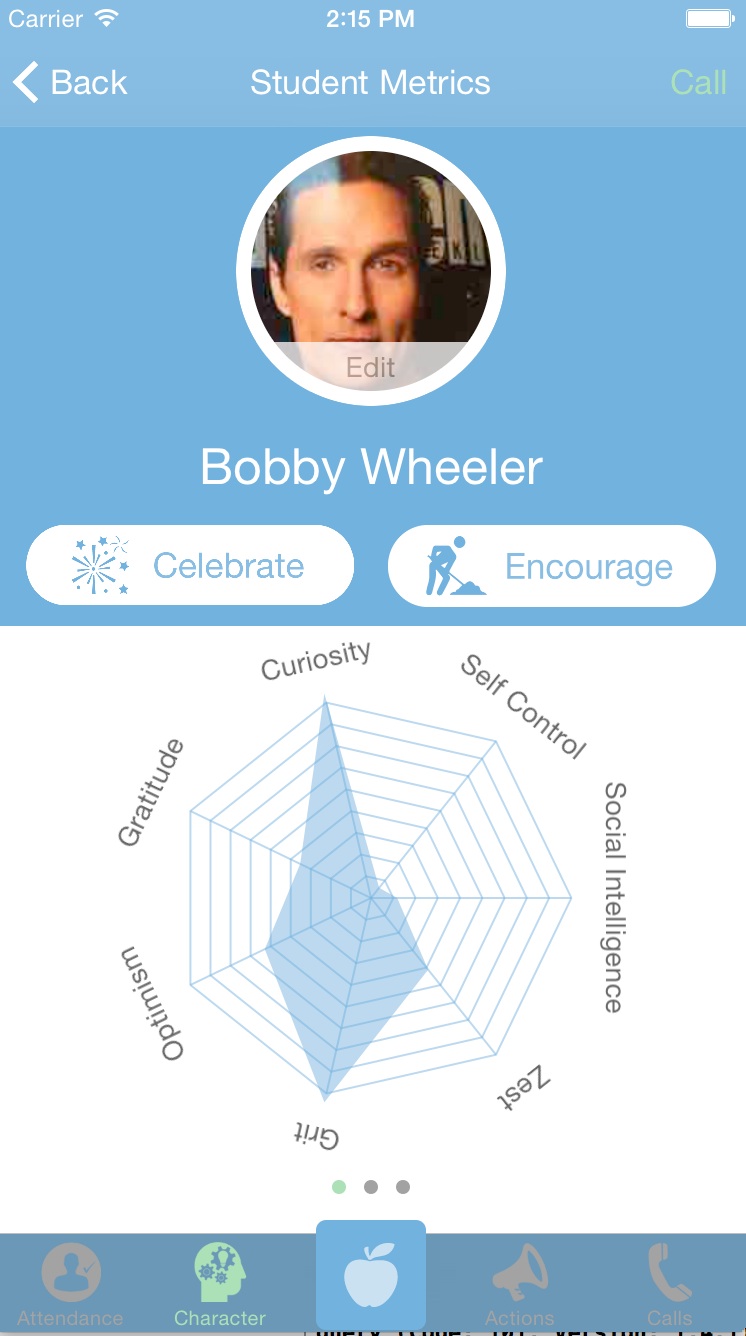 Carrier 2:15 PM
Back Student Metrics Call
Edit
Bobby Wheeler
Celebrate Encourage
Curiosity
Self Control
Gratitude
Social Intelligence
Optimism
Zest
Grit
Attendance Character Actions Calls